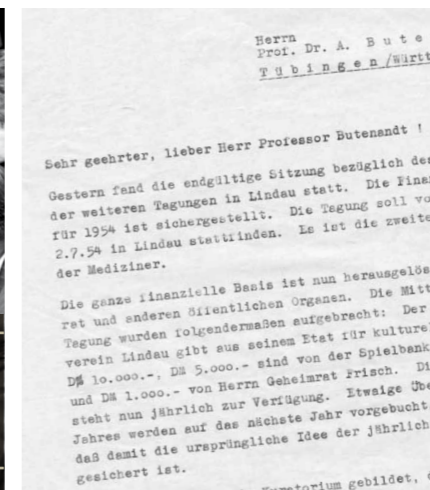 Herrn
Prof. Dr. A. B u t e
T ü b i n g e n /Württ
Sehr geehrter, lieber Herr Professor Butenandt !
Gestern fand die endgültige Sitzung bezüglich des
der weiteren Tagungen in Lindau statt. Die Finan
für 1954 ist sichergestellt. Die Tagung soll vo
2.7.54 in Lindau stattfinden. Es ist die zweite
der Mediziner.
Die ganze finanzielle Basis ist nun herausgelös
rat und anderen öffentlichen Organen. Die Mitt
Tagung wurden folgendermaßen aufgebracht: Der
verein Lindau gibt aus seinem Etat für kulture
DM 10.000.-, DM 5.000.- sind von der Spielbank
und DM 1.000.- von Herrn Geheimrat Frisch. Di
steht nun jährlich zur Verfügung. Etwaige Übe
Jahres werden auf das nächste Jahr vorgebucht
daß damit die ursprüngliche Idee der jährlich
gesichert ist.
Kuratorium gebildet,